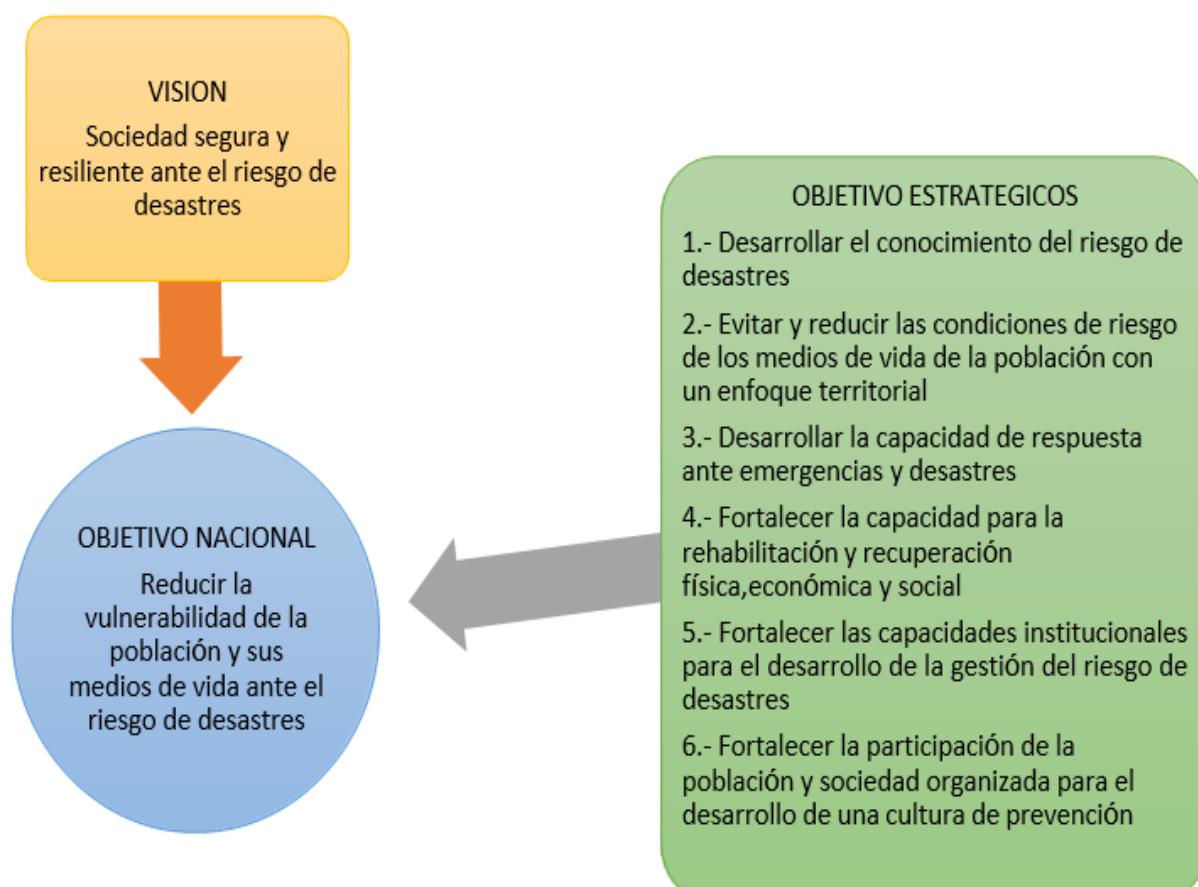 VISION
Sociedad segura y
resiliente ante el riesgo de
desastres
OBJETIVO NACIONAL
Reducir la
vulnerabilidad de la
población y sus
medios de vida ante el
riesgo de desastres
OBJETIVO ESTRATEGICOS
1.- Desarrollar el conocimiento del riesgo de
desastres
2.- Evitar y reducir las condiciones de riesgo
de los medios de vida de la población con
un enfoque territorial
3.- Desarrollar la capacidad de respuesta
ante emergencias y desastres
4.- Fortalecer la capacidad para la
rehabilitación y recuperación
física,económica y social
5.- Fortalecer las capacidades institucionales
para el desarrollo de la gestión del riesgo de
desastres
6.- Fortalecer la participación de la
población y sociedad organizada para el
desarrollo de una cultura de prevención